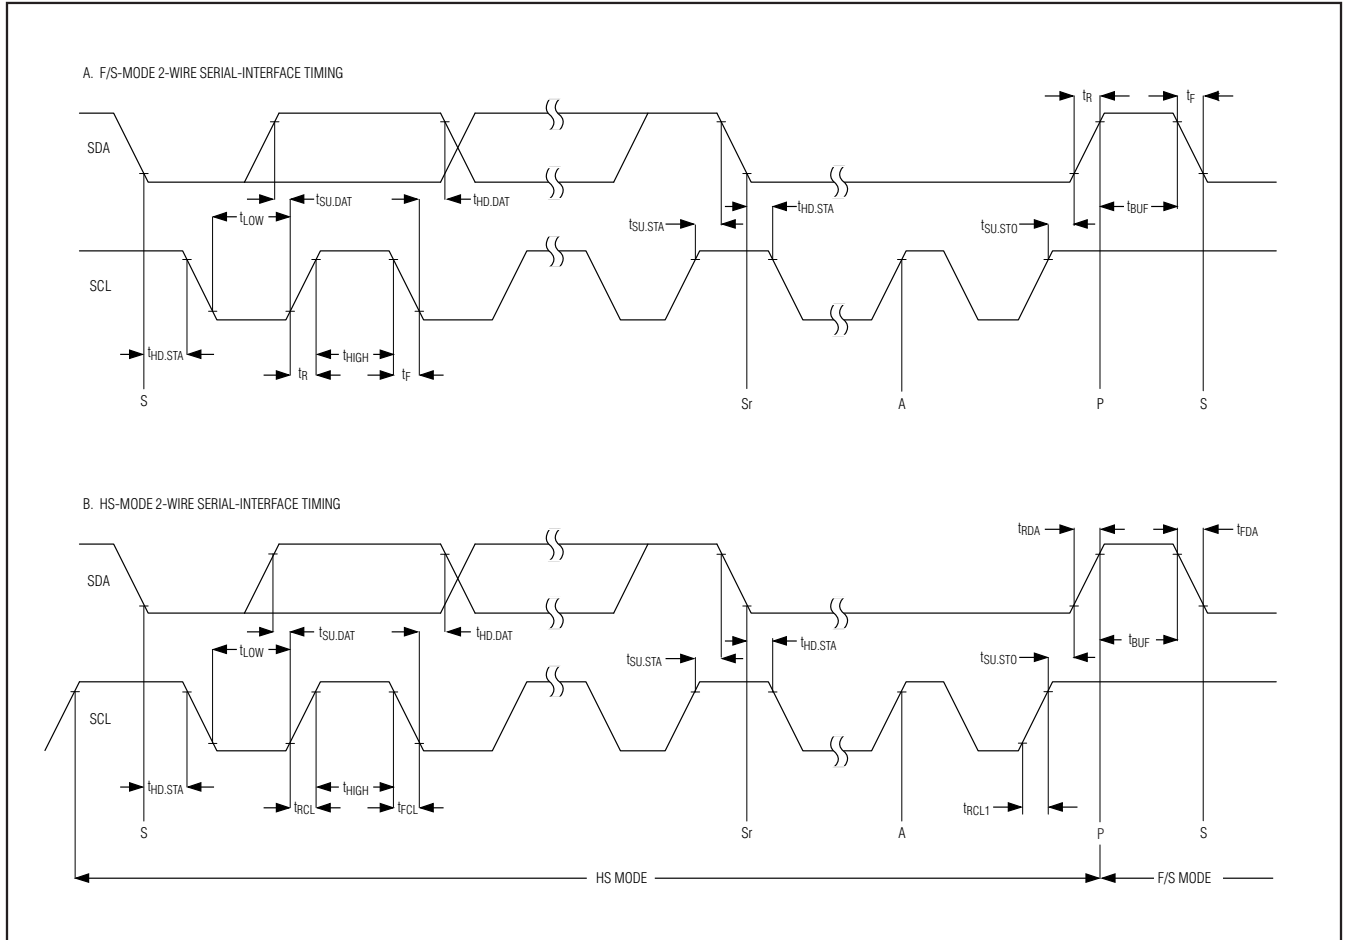 A. F/S-MODE 2-WIRE SERIAL-INTERFACE TIMING
tR
tF
SDA
tSU.DAT
tHD.DAT
tHD.STA
tBUF
tLOW
tSU.STA
tSU.STO
SCL
tHD.STA
tHIGH
tR
tF
S
Sr
A
P
S
B. HS-MODE 2-WIRE SERIAL-INTERFACE TIMING
tRDA
tFDA
SDA
tSU.DAT
tHD.DAT
tHD.STA
tBUF
tLOW
tSU.STA
tSU.STO
SCL
tHD.STA
tHIGH
tRCL
tFCL
tRCL1
S
Sr
A
P
S
HS MODE
F/S MODE